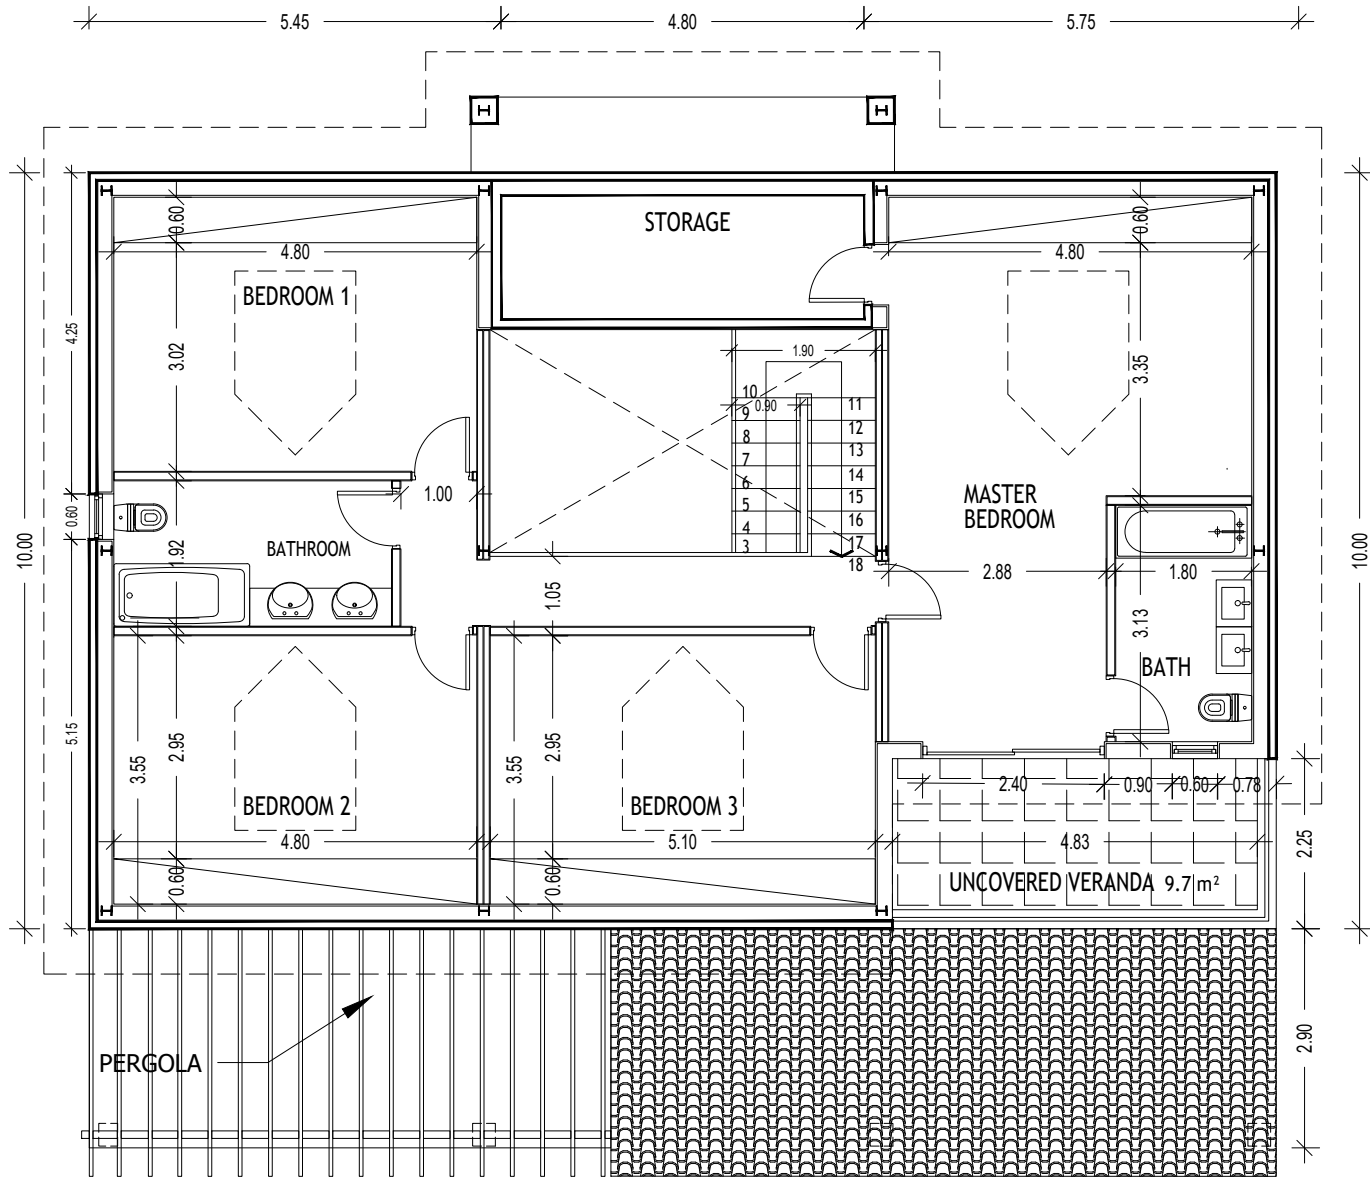 5.45 4.80 5.75
STORAGE
0.60 0.60
4.80 4.80
BEDROOM 1
4.25
3.02
1.90
3.35
10 11
0.90
9 12
8 13
7 14
6 15
5 16
4 17
3 18
1.00
MASTER
BEDROOM
0.60
10.00
1.92
BATHROOM
10.00
1.05
2.88 1.80
3.13
BATH
5.15
3.55
2.95
3.55
2.95
2.40 0.90 0.60 0.78
BEDROOM 2 BEDROOM 3
4.80 5.10 4.83
2.25
0.60 0.60
UNCOVERED VERANDA 9.7 m²
2.90
PERGOLA